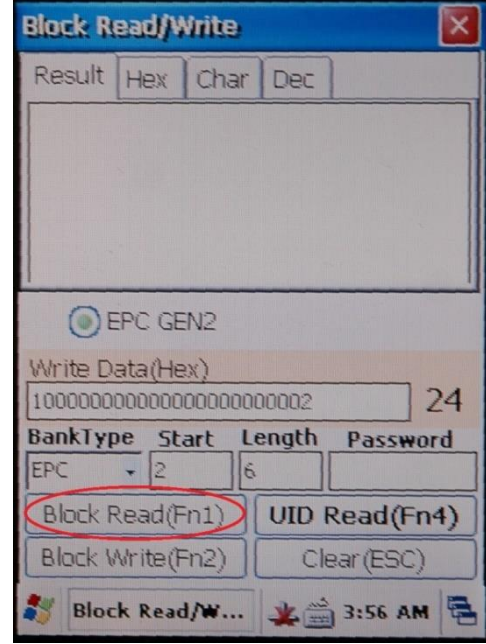 Block Read/Write
Result Hex Char Dec
EPC GEN2
Write Data(Hex)
100000000000000000000002 24
BankType Start Length Password
EPC 2 6
Block Read(Fn1) UID Read(Fn4)
Block Write(Fn2) Clear(ESC)
Block Read/W... 3:56 AM